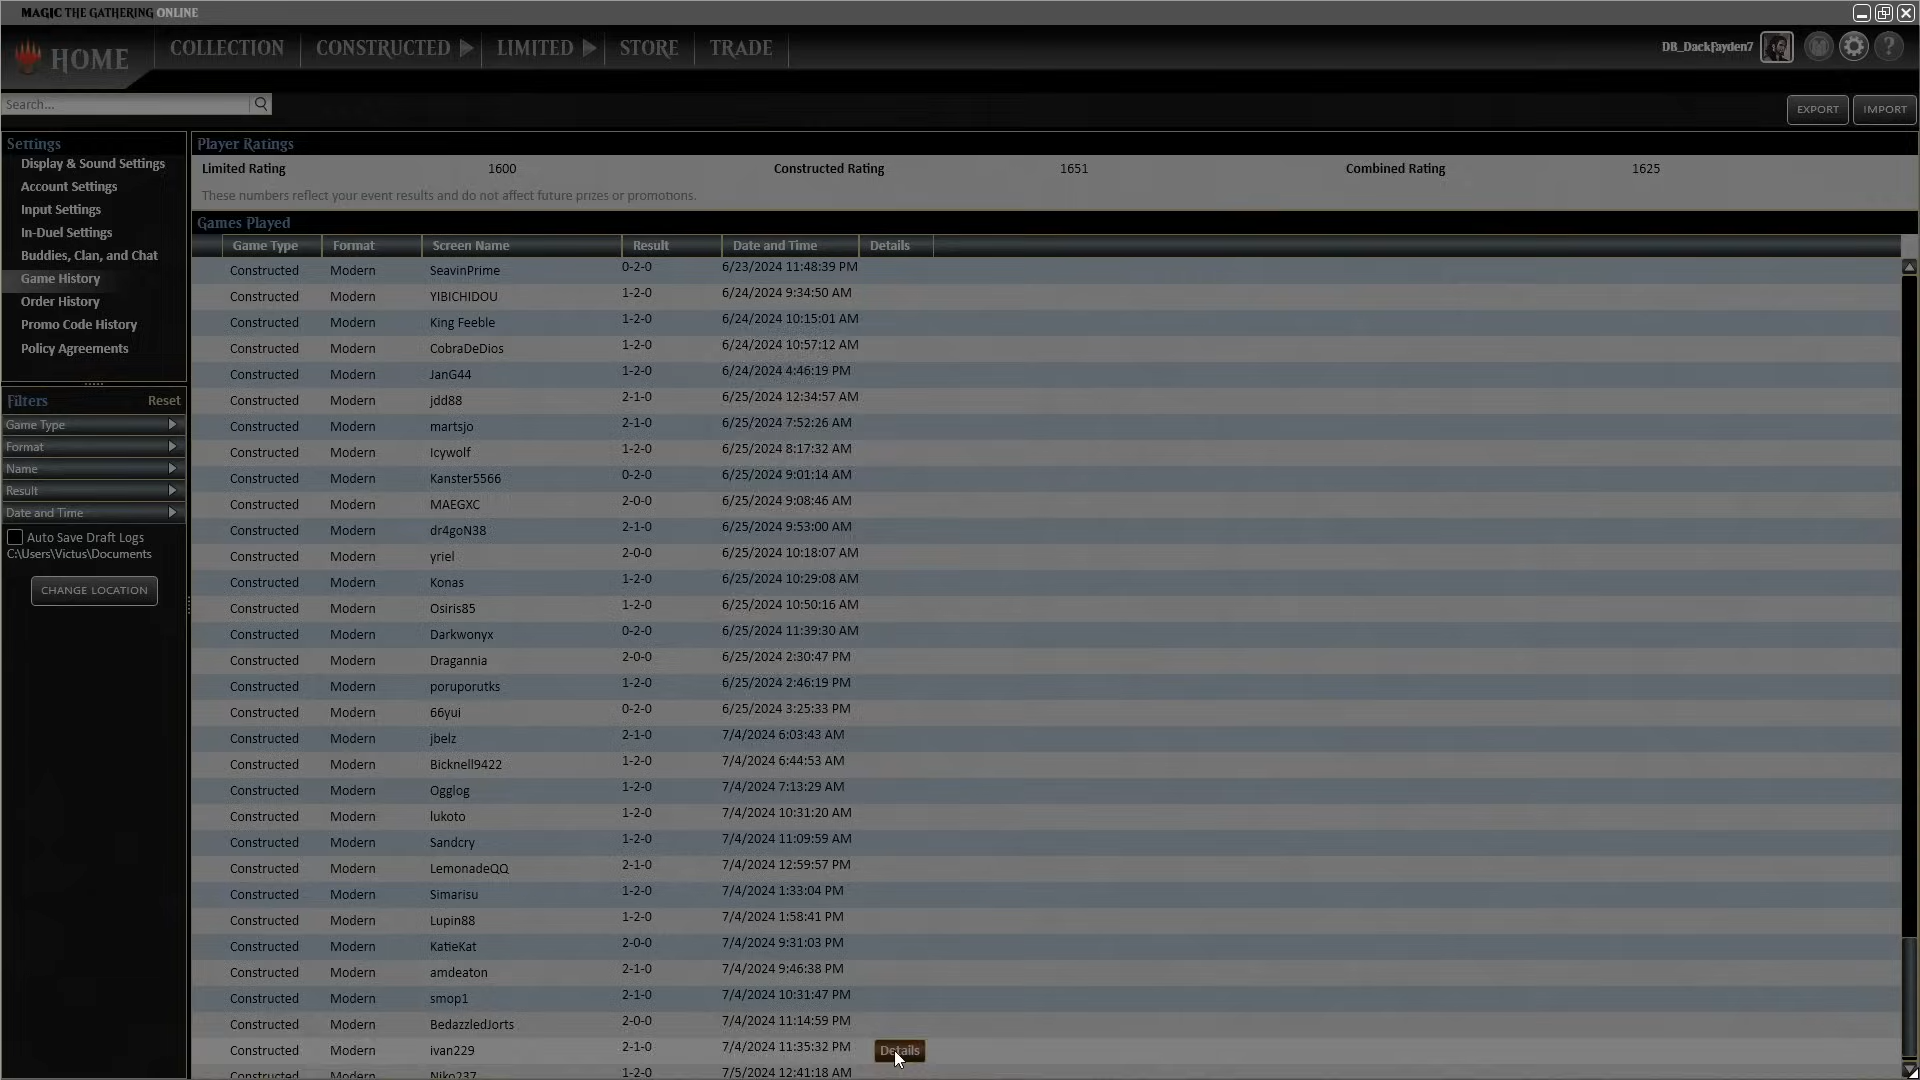 MAGIC THE GATHERING ONLINE
HOME
COLLECTION
CONSTRUCTED
LIMITED
STORE
TRADE
DB_DackFayden7
?
Search...
EXPORT
IMPORT
Settings
Display & Sound Settings
Account Settings
Input Settings
In-Duel Settings
Buddies, Clan, and Chat
Game History
Order History
Promo Code History
Policy Agreements
Filters Reset
Game Type
Format
Name
Result
Date and Time
Auto Save Draft Logs
C:\Users\Victus\Documents
CHANGE LOCATION
Player Ratings
Limited Rating 1600 Constructed Rating 1651 Combined Rating 1625
These numbers reflect your event results and do not affect future prizes or promotions.
Games Played
Game Type Format Screen Name Result Date and Time Details
Constructed Modern SeavinPrime 0-2-0 6/23/2024 11:48:39 PM
Constructed Modern YIBICHIDOU 1-2-0 6/24/2024 9:34:50 AM
Constructed Modern King Feeble 1-2-0 6/24/2024 10:15:01 AM
Constructed Modern CobraDeDios 1-2-0 6/24/2024 10:57:12 AM
Constructed Modern JanG44 1-2-0 6/24/2024 4:46:19 PM
Constructed Modern jdd88 2-1-0 6/25/2024 12:34:57 AM
Constructed Modern martsjo 2-1-0 6/25/2024 7:52:26 AM
Constructed Modern Icywolf 1-2-0 6/25/2024 8:17:32 AM
Constructed Modern Kanster5566 0-2-0 6/25/2024 9:01:14 AM
Constructed Modern MAEGXC 2-0-0 6/25/2024 9:08:46 AM
Constructed Modern dr4goN38 2-1-0 6/25/2024 9:53:00 AM
Constructed Modern yriel 2-0-0 6/25/2024 10:18:07 AM
Constructed Modern Konas 1-2-0 6/25/2024 10:29:08 AM
Constructed Modern Osiris85 1-2-0 6/25/2024 10:50:16 AM
Constructed Modern Darkwonyx 0-2-0 6/25/2024 11:39:30 AM
Constructed Modern Dragannia 2-0-0 6/25/2024 2:30:47 PM
Constructed Modern poruporutks 1-2-0 6/25/2024 2:46:19 PM
Constructed Modern 66yui 0-2-0 6/25/2024 3:25:33 PM
Constructed Modern jbelz 2-1-0 7/4/2024 6:03:43 AM
Constructed Modern Bicknell9422 1-2-0 7/4/2024 6:44:53 AM
Constructed Modern Ogglog 1-2-0 7/4/2024 7:13:29 AM
Constructed Modern lukoto 1-2-0 7/4/2024 10:31:20 AM
Constructed Modern Sandcry 1-2-0 7/4/2024 11:09:59 AM
Constructed Modern LemonadeQQ 2-1-0 7/4/2024 12:59:57 PM
Constructed Modern Simarisu 1-2-0 7/4/2024 1:33:04 PM
Constructed Modern Lupin88 1-2-0 7/4/2024 1:58:41 PM
Constructed Modern KatieKat 2-0-0 7/4/2024 9:31:03 PM
Constructed Modern amdeaton 2-1-0 7/4/2024 9:46:38 PM
Constructed Modern smop1 2-1-0 7/4/2024 10:31:47 PM
Constructed Modern BedazzledJorts 2-0-0 7/4/2024 11:14:59 PM
Constructed Modern ivan229 2-1-0 7/4/2024 11:35:32 PM Details
Constructed Modern Niko237 1-2-0 7/5/2024 12:41:18 AM